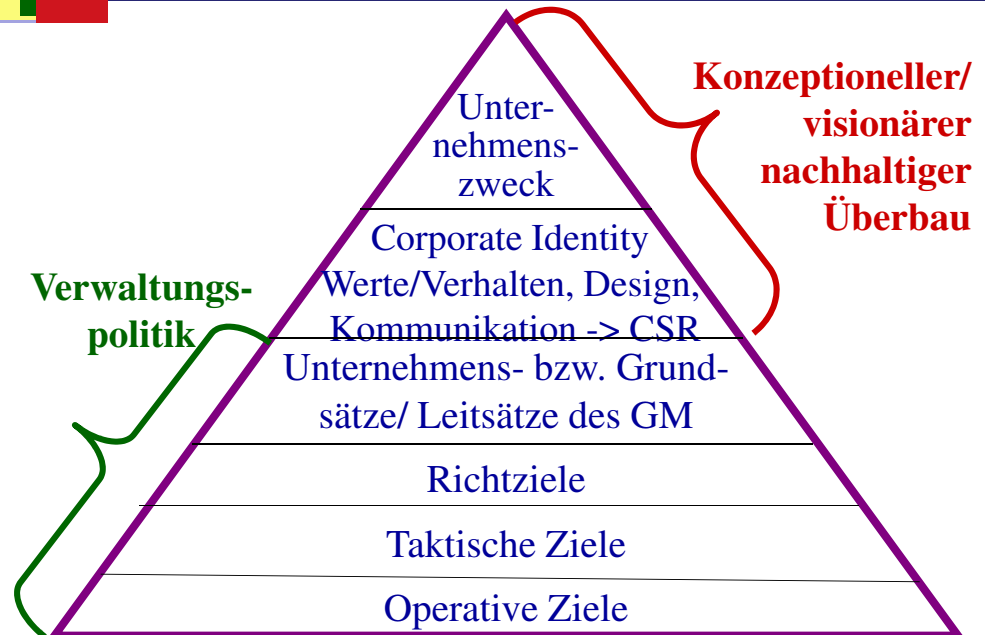 Konzeptioneller/
visionärer
nachhaltiger
Überbau
Unter-
nehmens-
zweck
Corporate Identity
Werte/Verhalten, Design,
Kommunikation -> CSR
Verwaltungs-
politik
Unternehmens- bzw. Grund-
sätze/ Leitsätze des GM
Richtziele
Taktische Ziele
Operative Ziele